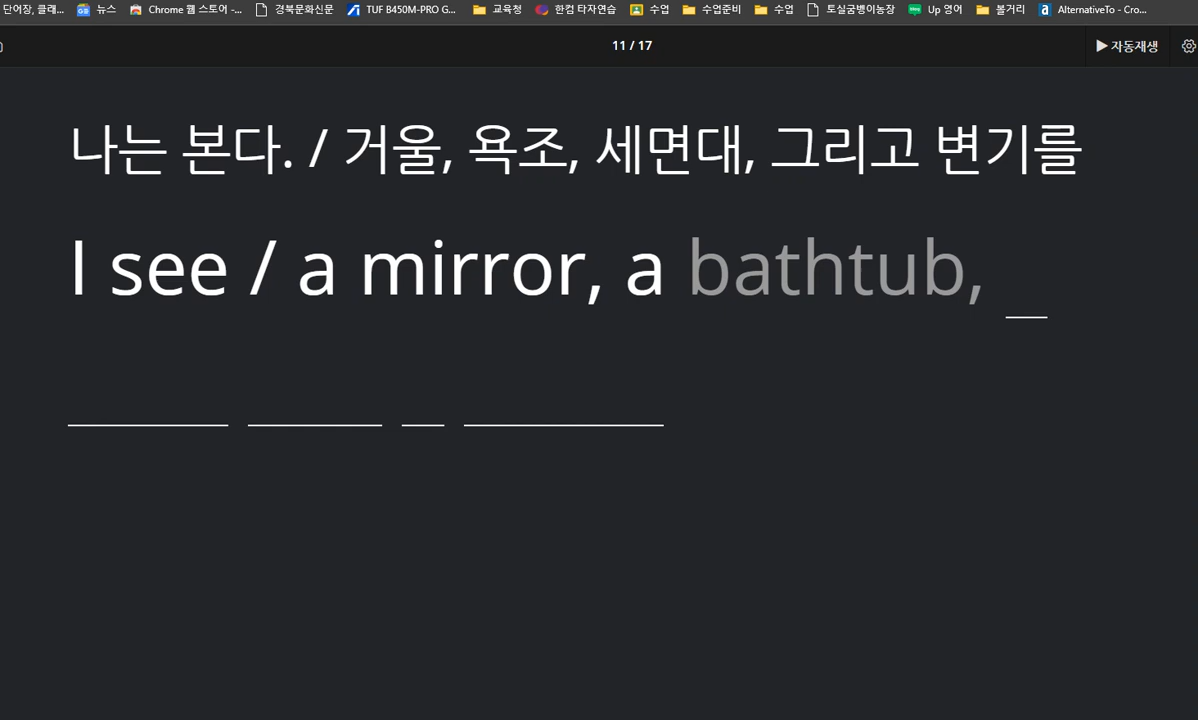 단어장, 클래... 뉴스 Chrome 웹 스토어 -... 경북문화신문 TUF B450M-PRO G... 교육청 한컴 타자연습 수업 수업준비 수업 토실굼벵이농장 Up 영어 볼거리 AlternativeTo - Cro...
11 / 17 ▶ 자동재생
나는 본다. / 거울, 욕조, 세면대, 그리고 변기를
I see / a mirror, a bathtub,